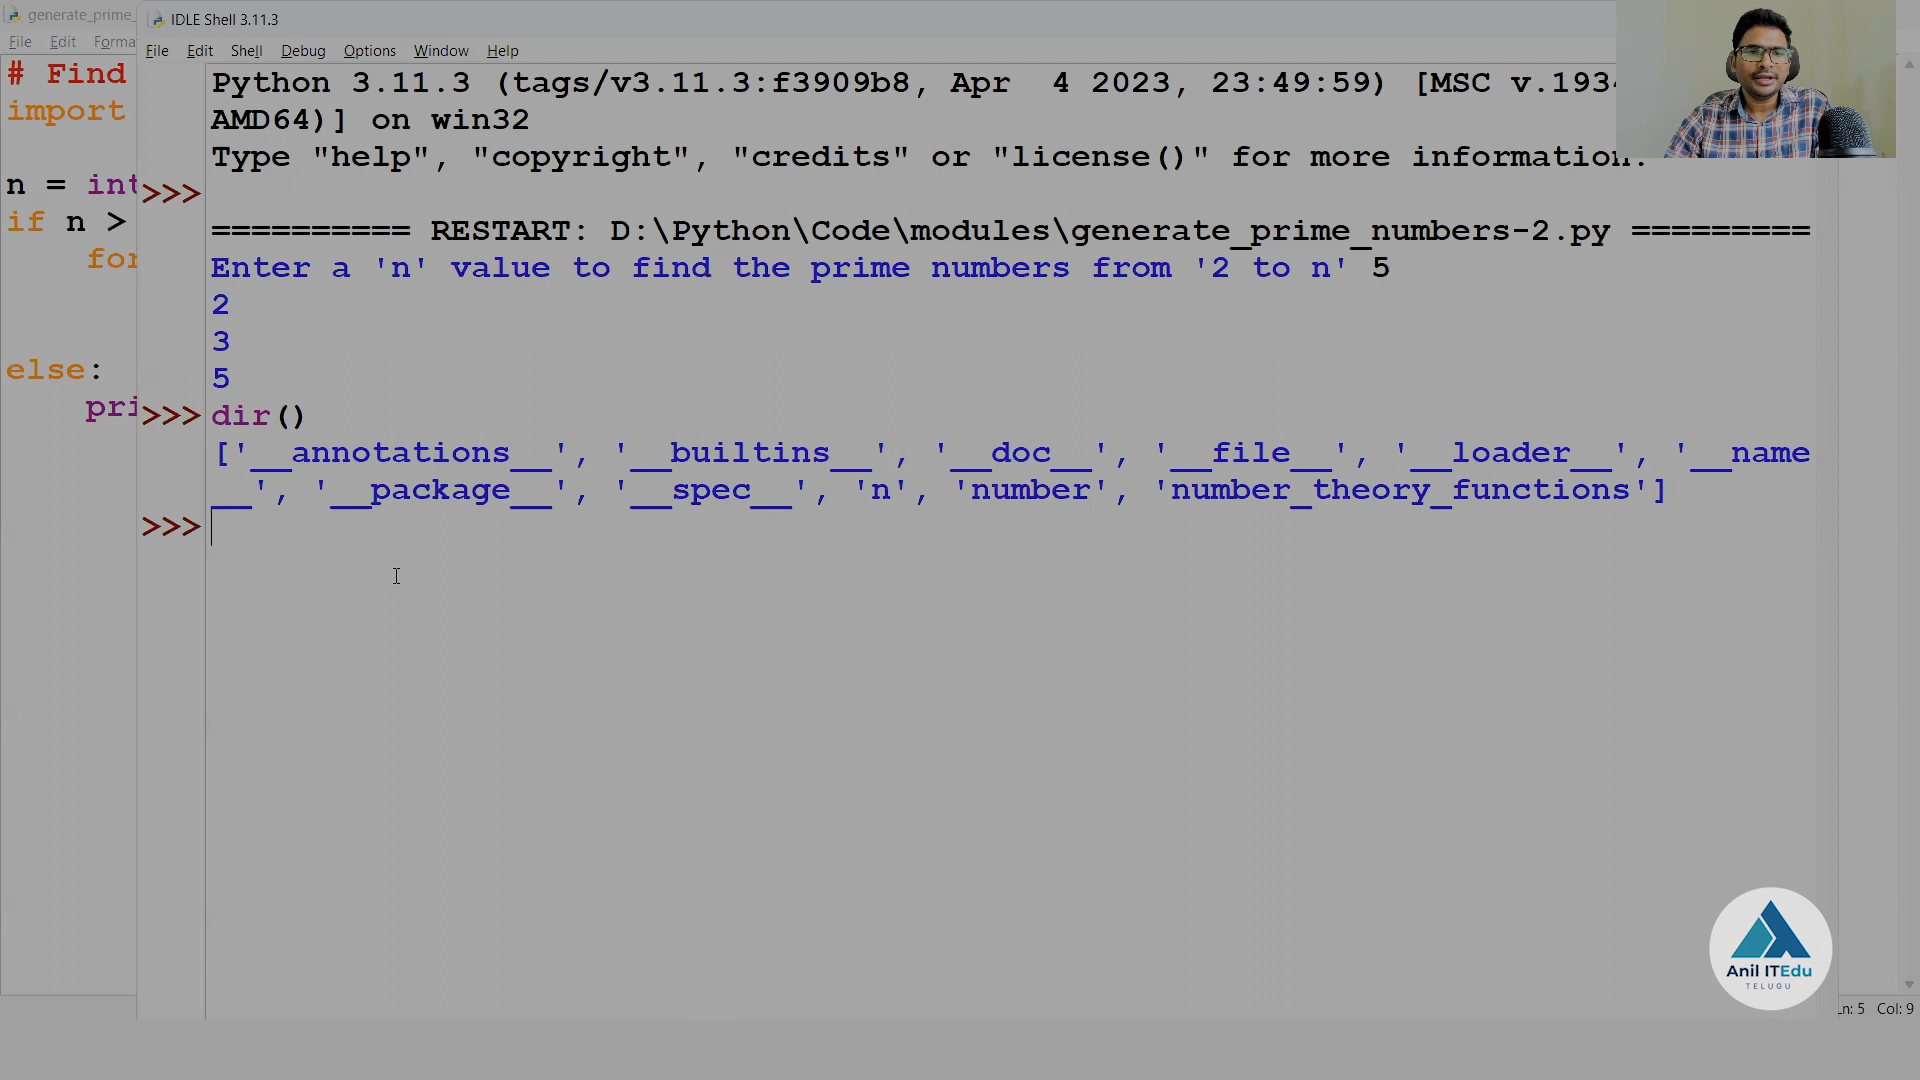 generate_prime_
File Edit Forma
# Find
import
n = int
if n >
for
else:
pri
IDLE Shell 3.11.3
File Edit Shell Debug Options Window Help
Python 3.11.3 (tags/v3.11.3:f3909b8, Apr  4 2023, 23:49:59) [MSC v.193
AMD64)] on win32
Type "help", "copyright", "credits" or "license()" for more information.
>>>
========== RESTART: D:\Python\Code\modules\generate_prime_numbers-2.py =========
Enter a 'n' value to find the prime numbers from '2 to n' 5
2
3
5
>>> dir()
['__annotations__', '__builtins__', '__doc__', '__file__', '__loader__', '__name
__', '__package__', '__spec__', 'n', 'number', 'number_theory_functions']
>>>
Anil ITEdu
TELUGU
Ln: 5 Col: 9